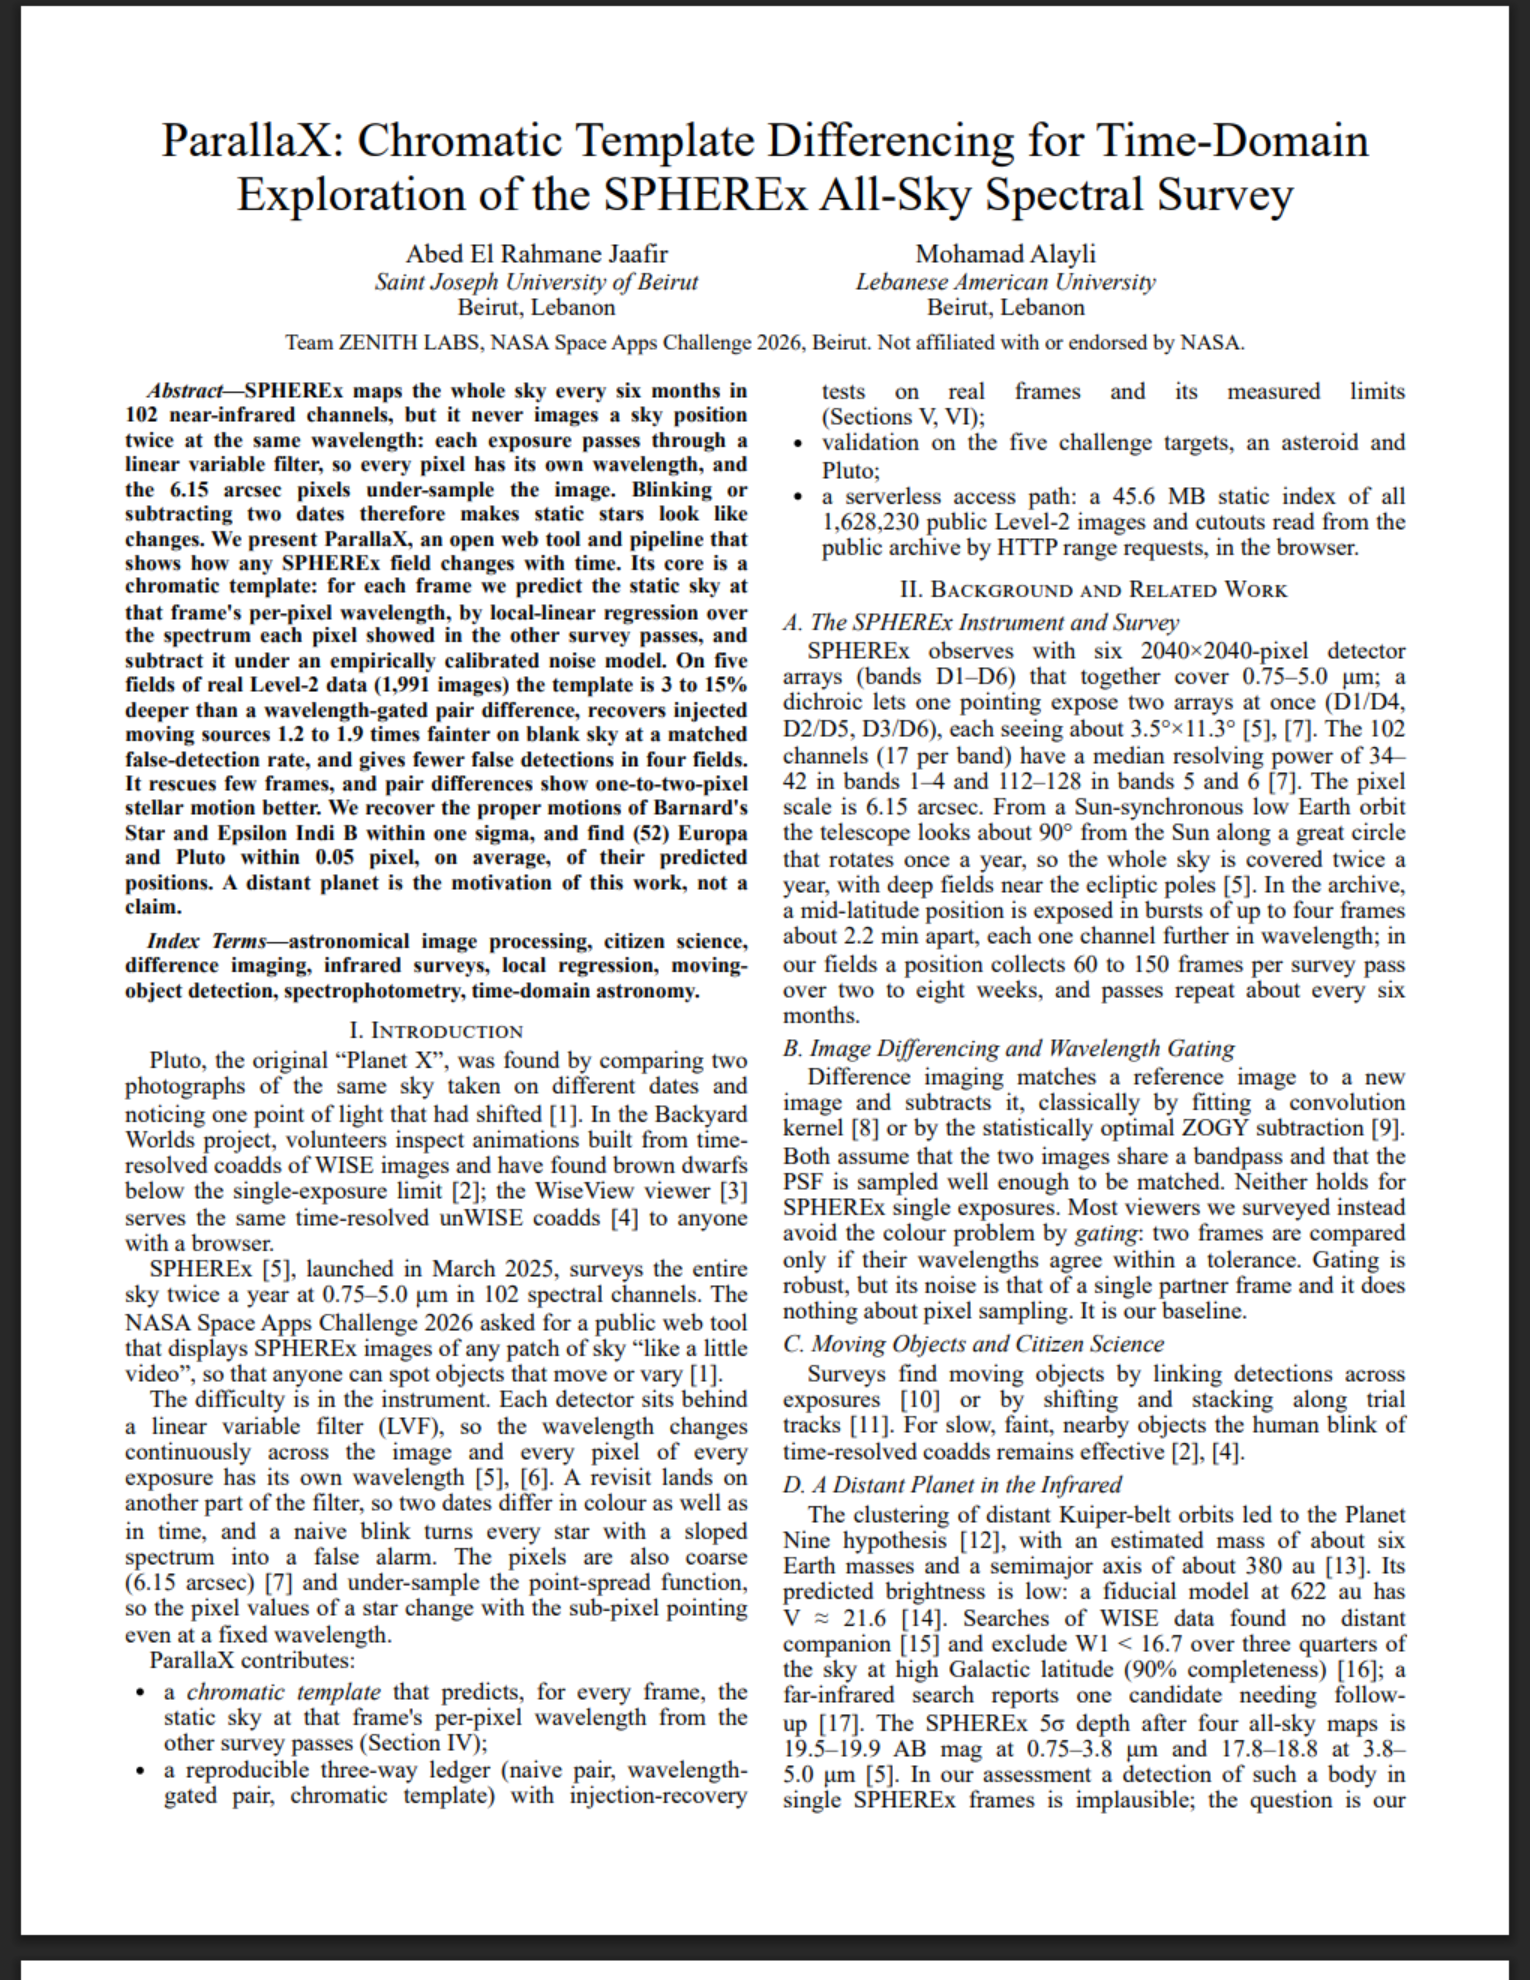 ParallaX: Chromatic Template Differencing for Time-Domain
Exploration of the SPHEREx All-Sky Spectral Survey
Abed El Rahmane Jaafir
Saint Joseph University of Beirut
Beirut, Lebanon
Mohamad Alayli
Lebanese American University
Beirut, Lebanon
Team ZENITH LABS, NASA Space Apps Challenge 2026, Beirut. Not affiliated with or endorsed by NASA.
Abstract—SPHEREx maps the whole sky every six months in
102 near-infrared channels, but it never images a sky position
twice at the same wavelength: each exposure passes through a
linear variable filter, so every pixel has its own wavelength, and
the 6.15 arcsec pixels under-sample the image. Blinking or
subtracting two dates therefore makes static stars look like
changes. We present ParallaX, an open web tool and pipeline that
shows how any SPHEREx field changes with time. Its core is a
chromatic template: for each frame we predict the static sky at
that frame's per-pixel wavelength, by local-linear regression over
the spectrum each pixel showed in the other survey passes, and
subtract it under an empirically calibrated noise model. On five
fields of real Level-2 data (1,991 images) the template is 3 to 15%
deeper than a wavelength-gated pair difference, recovers injected
moving sources 1.2 to 1.9 times fainter on blank sky at a matched
false-detection rate, and gives fewer false detections in four fields.
It rescues few frames, and pair differences show one-to-two-pixel
stellar motion better. We recover the proper motions of Barnard's
Star and Epsilon Indi B within one sigma, and find (52) Europa
and Pluto within 0.05 pixel, on average, of their predicted
positions. A distant planet is the motivation of this work, not a
claim.
Index Terms—astronomical image processing, citizen science,
difference imaging, infrared surveys, local regression, moving-
object detection, spectrophotometry, time-domain astronomy.
I. INTRODUCTION
Pluto, the original “Planet X”, was found by comparing two
photographs of the same sky taken on different dates and
noticing one point of light that had shifted [1]. In the Backyard
Worlds project, volunteers inspect animations built from time-
resolved coadds of WISE images and have found brown dwarfs
below the single-exposure limit [2]; the WiseView viewer [3]
serves the same time-resolved unWISE coadds [4] to anyone
with a browser.
SPHEREx [5], launched in March 2025, surveys the entire
sky twice a year at 0.75–5.0 μm in 102 spectral channels. The
NASA Space Apps Challenge 2026 asked for a public web tool
that displays SPHEREx images of any patch of sky “like a little
video”, so that anyone can spot objects that move or vary [1].
The difficulty is in the instrument. Each detector sits behind
a linear variable filter (LVF), so the wavelength changes
continuously across the image and every pixel of every
exposure has its own wavelength [5], [6]. A revisit lands on
another part of the filter, so two dates differ in colour as well as
in time, and a naive blink turns every star with a sloped
spectrum into a false alarm. The pixels are also coarse
(6.15 arcsec) [7] and under-sample the point-spread function,
so the pixel values of a star change with the sub-pixel pointing
even at a fixed wavelength.
ParallaX contributes:
• a chromatic template that predicts, for every frame, the
static sky at that frame's per-pixel wavelength from the
other survey passes (Section IV);
• a reproducible three-way ledger (naive pair, wavelength-
gated pair, chromatic template) with injection-recovery
tests on real frames and its measured limits
(Sections V, VI);
• validation on the five challenge targets, an asteroid and
Pluto;
• a serverless access path: a 45.6 MB static index of all
1,628,230 public Level-2 images and cutouts read from the
public archive by HTTP range requests, in the browser.
II. BACKGROUND AND RELATED WORK
A. The SPHEREx Instrument and Survey
SPHEREx observes with six 2040×2040-pixel detector
arrays (bands D1–D6) that together cover 0.75–5.0 μm; a
dichroic lets one pointing expose two arrays at once (D1/D4,
D2/D5, D3/D6), each seeing about 3.5°×11.3° [5], [7]. The 102
channels (17 per band) have a median resolving power of 34–
42 in bands 1–4 and 112–128 in bands 5 and 6 [7]. The pixel
scale is 6.15 arcsec. From a Sun-synchronous low Earth orbit
the telescope looks about 90° from the Sun along a great circle
that rotates once a year, so the whole sky is covered twice a
year, with deep fields near the ecliptic poles [5]. In the archive,
a mid-latitude position is exposed in bursts of up to four frames
about 2.2 min apart, each one channel further in wavelength; in
our fields a position collects 60 to 150 frames per survey pass
over two to eight weeks, and passes repeat about every six
months.
B. Image Differencing and Wavelength Gating
Difference imaging matches a reference image to a new
image and subtracts it, classically by fitting a convolution
kernel [8] or by the statistically optimal ZOGY subtraction [9].
Both assume that the two images share a bandpass and that the
PSF is sampled well enough to be matched. Neither holds for
SPHEREx single exposures. Most viewers we surveyed instead
avoid the colour problem by gating: two frames are compared
only if their wavelengths agree within a tolerance. Gating is
robust, but its noise is that of a single partner frame and it does
nothing about pixel sampling. It is our baseline.
C. Moving Objects and Citizen Science
Surveys find moving objects by linking detections across
exposures [10] or by shifting and stacking along trial
tracks [11]. For slow, faint, nearby objects the human blink of
time-resolved coadds remains effective [2], [4].
D. A Distant Planet in the Infrared
The clustering of distant Kuiper-belt orbits led to the Planet
Nine hypothesis [12], with an estimated mass of about six
Earth masses and a semimajor axis of about 380 au [13]. Its
predicted brightness is low: a fiducial model at 622 au has
V ≈ 21.6 [14]. Searches of WISE data found no distant
companion [15] and exclude W1 < 16.7 over three quarters of
the sky at high Galactic latitude (90% completeness) [16]; a
far-infrared search reports one candidate needing follow-
up [17]. The SPHEREx 5σ depth after four all-sky maps is
19.5–19.9 AB mag at 0.75–3.8 μm and 17.8–18.8 at 3.8–
5.0 μm [5]. In our assessment a detection of such a body in
single SPHEREx frames is implausible; the question is our